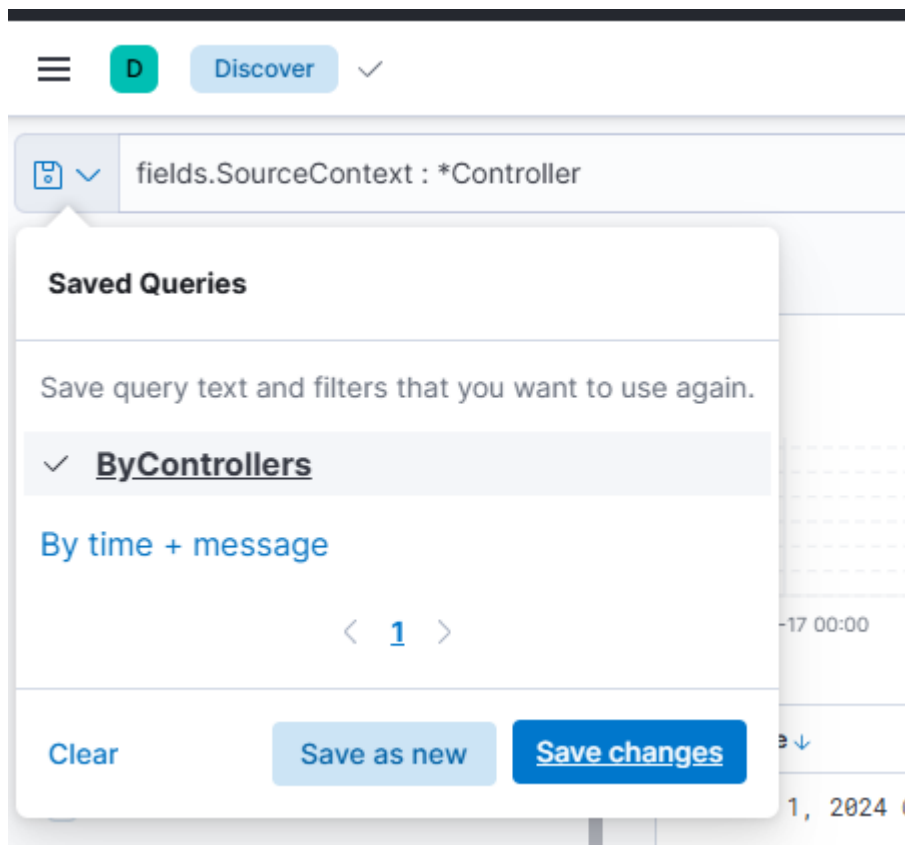 D Discover
fields.SourceContext : *Controller
Saved Queries
Save query text and filters that you want to use again.
ByControllers
By time + message
1
-17 00:00
Clear Save as new Save changes
e
1, 2024